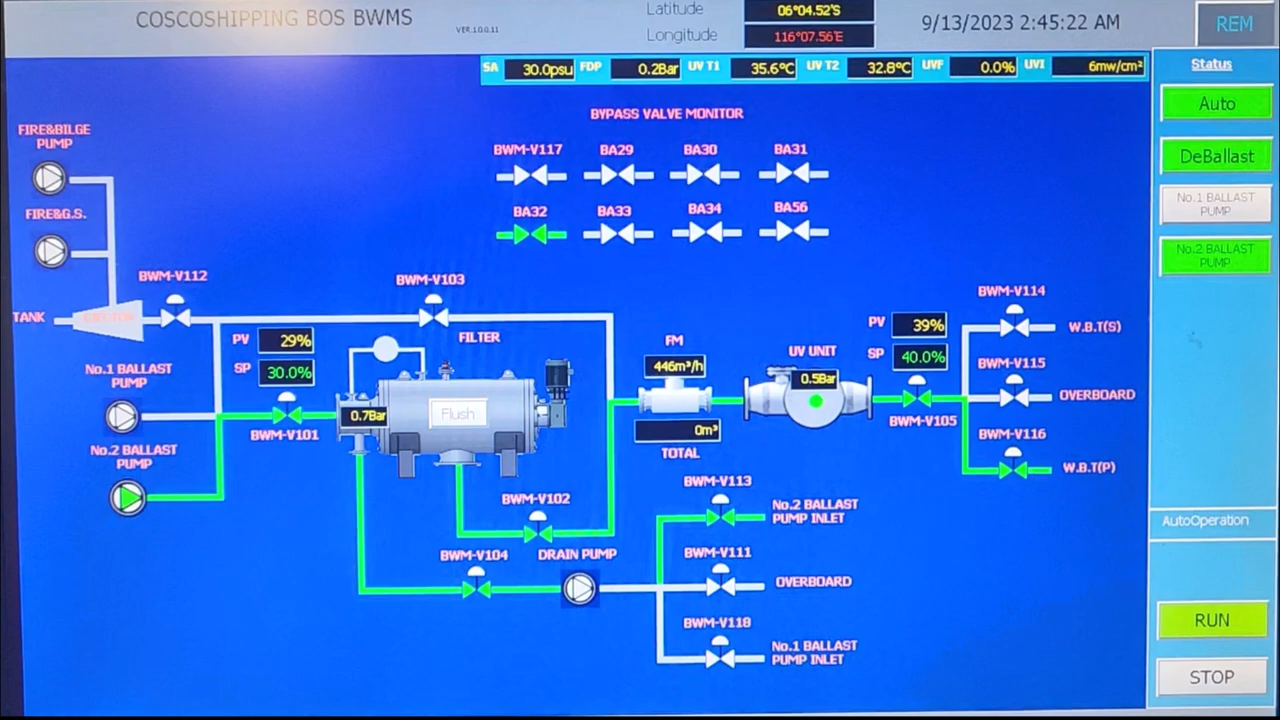 COSCOSHIPPING BOS BWMS
VER.1.0.0.11
Latitude
06°04.52'S
Longitude
116°07.56'E
9/13/2023 2:45:22 AM
REM
SA 30.0psu FDP 0.2Bar UV T1 35.6°C UV T2 32.8°C UVF 0.0% UVI 6mw/cm²
Status
Auto
DeBallast
No.1 BALLAST
PUMP
No.2 BALLAST
PUMP
AutoOperation
RUN
STOP
BYPASS VALVE MONITOR
BWM-V117 BA29 BA30 BA31
BA32 BA33 BA34 BA56
FIRE&BILGE
PUMP
FIRE&G.S.
BWM-V112
TANK
BWM-V103
No.1 BALLAST
PUMP
No.2 BALLAST
PUMP
PV 29%
SP 30.0%
BWM-V101
FILTER
0.7Bar
Flush
BWM-V102
BWM-V104
DRAIN PUMP
FM
446m³/h
0m³
TOTAL
UV UNIT
0.5Bar
PV 39%
SP 40.0%
BWM-V105
BWM-V114
W.B.T(S)
BWM-V115
OVERBOARD
BWM-V116
W.B.T(P)
BWM-V113
No.2 BALLAST
PUMP INLET
BWM-V111
OVERBOARD
BWM-V118
No.1 BALLAST
PUMP INLET